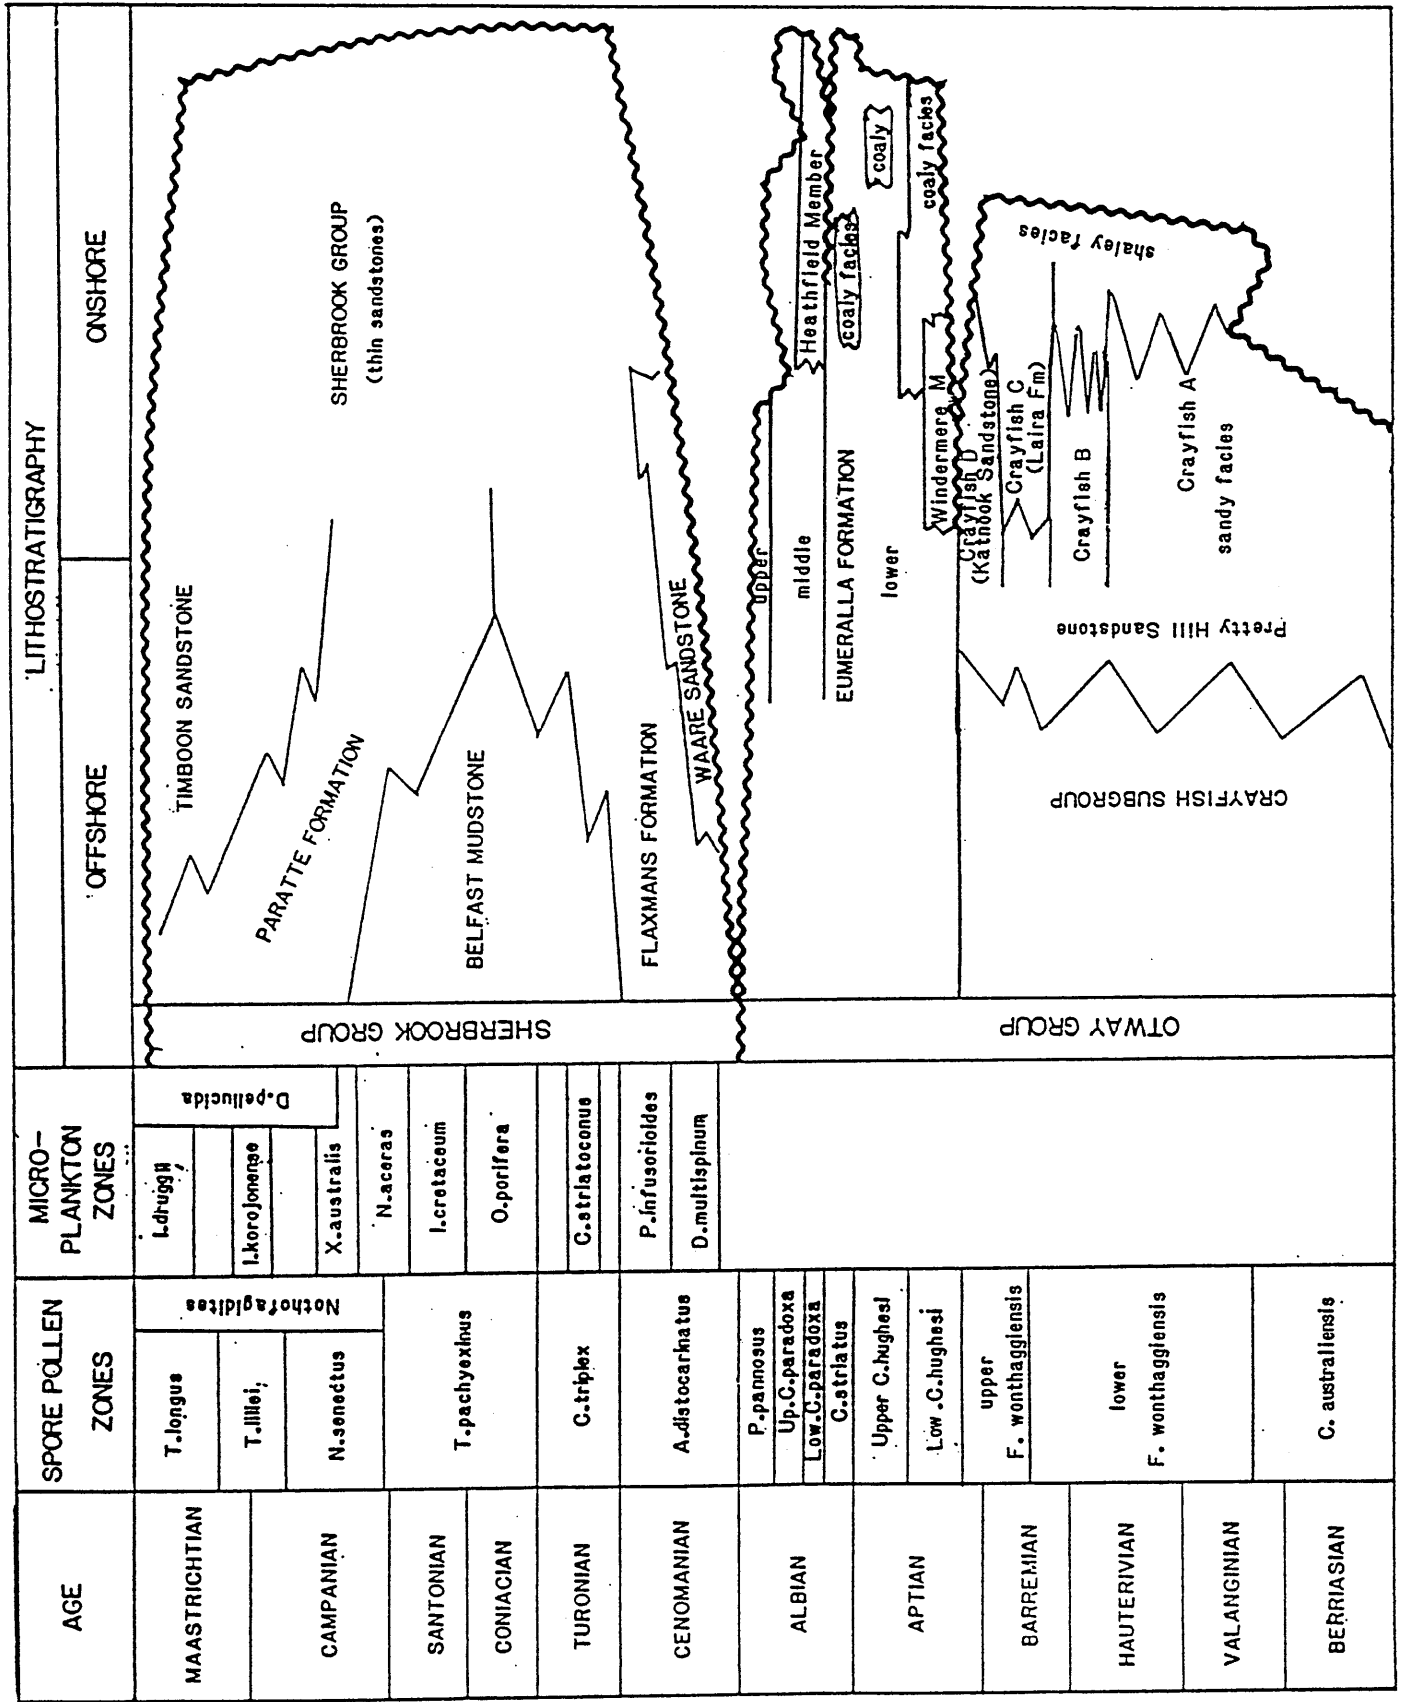 AGE
SPORE POLLEN
ZONES
MICRO-
PLANKTON
ZONES
LITHOSTRATIGRAPHY
OFFSHORE
ONSHORE
MAASTRICHTIAN
CAMPANIAN
SANTONIAN
CONIACIAN
TURONIAN
CENOMANIAN
ALBIAN
APTIAN
BARREMIAN
HAUTERIVIAN
VALANGINIAN
BERRIASIAN
T.longus
T.lillei
N.senectus
Nothofagidites
T.pachyexinus
C.triplex
A.distocarinatus
P.pannosus
Up.C.paradoxa
Low.C.paradoxa
C.striatus
Upper C.hughesi
Low .C.hughesi
upper
F. wonthaggiensis
lower
F. wonthaggiensis
C. australiensis
I.druggii
I.korojonense
X.australis
D.pellucida
N.aceras
I.cretaceum
O.porifera
C.striatoconus
P.infusorioides
D.multispinum
SHERBROOK GROUP
OTWAY GROUP
TIMBOON SANDSTONE
PARATTE FORMATION
BELFAST MUDSTONE
FLAXMANS FORMATION
WAARE SANDSTONE
SHERBROOK GROUP
(thin sandstones)
upper
middle
Heathfield Member
EUMERALLA FORMATION
coaly facies
lower
coaly
Windermere M
coaly facies
Crayfish D
(Katnook Sandstone)
Crayfish C
(Laira Fm)
Crayfish B
Crayfish A
sandy facies
shaley facies
Pretty Hill Sandstone
CRAYFISH SUBGROUP